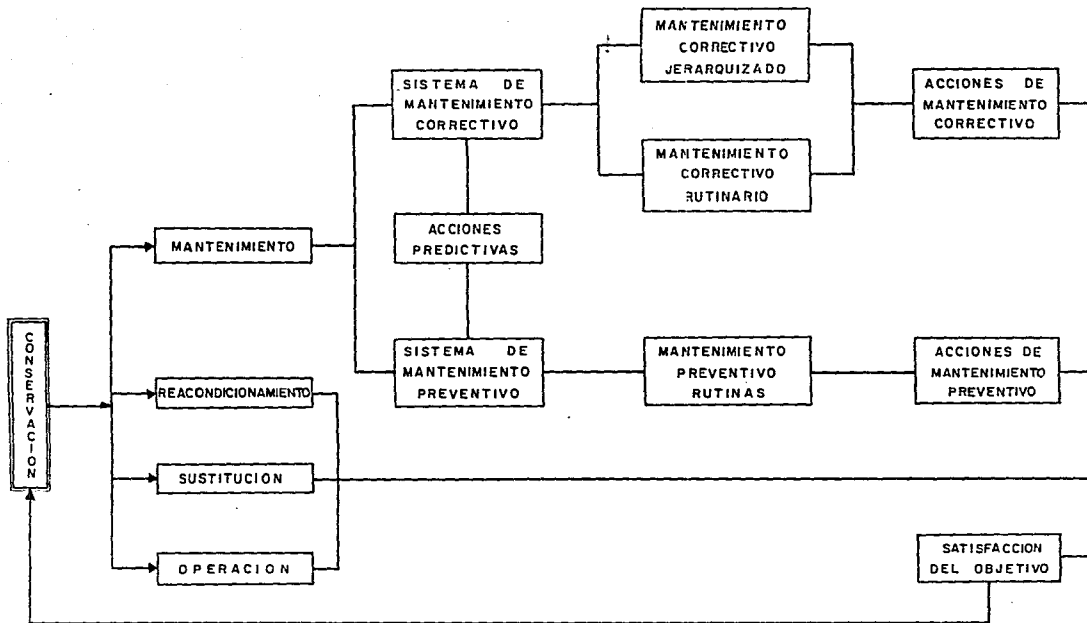 MANTENIMIENTO
CORRECTIVO
JERARQUIZADO
SISTEMA DE
MANTENIMIENTO
CORRECTIVO
ACCIONES DE
MANTENIMIENTO
CORRECTIVO
MANTENIMIENTO
CORRECTIVO
RUTINARIO
ACCIONES
PREDICTIVAS
MANTENIMIENTO
CONSERVACION
SISTEMA DE
MANTENIMIENTO
PREVENTIVO
MANTENIMIENTO
PREVENTIVO
RUTINAS
ACCIONES DE
MANTENIMIENTO
PREVENTIVO
REACONDICIONAMIENTO
SUSTITUCION
OPERACION
SATISFACCION
DEL OBJETIVO